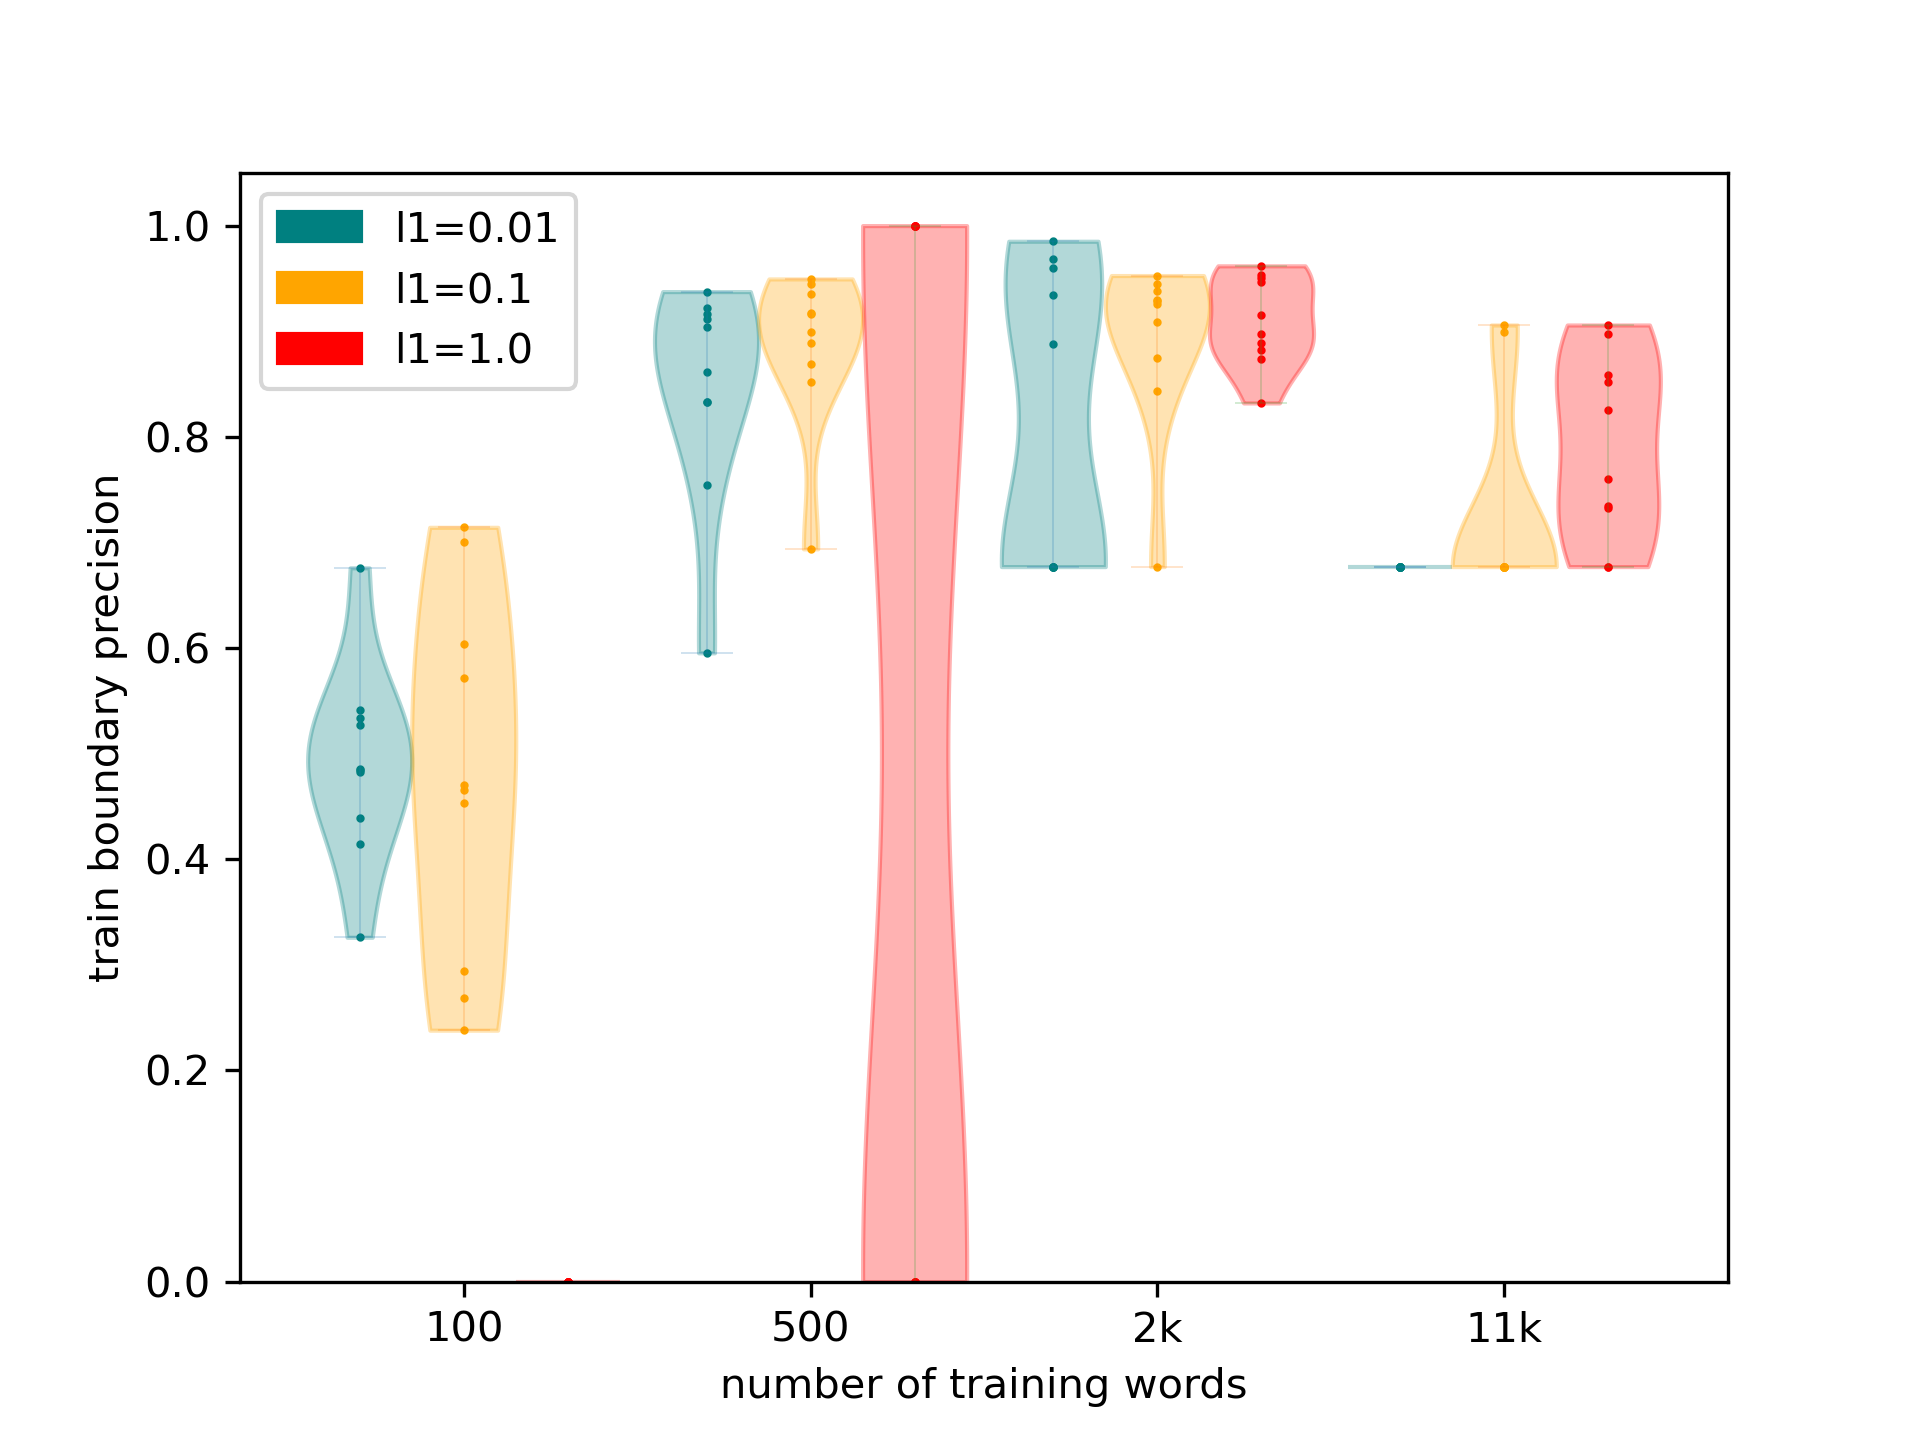 l1=0.01
l1=0.1
l1=1.0
1.0
0.8
0.6
0.4
0.2
0.0
train boundary precision
100 500 2k 11k
number of training words